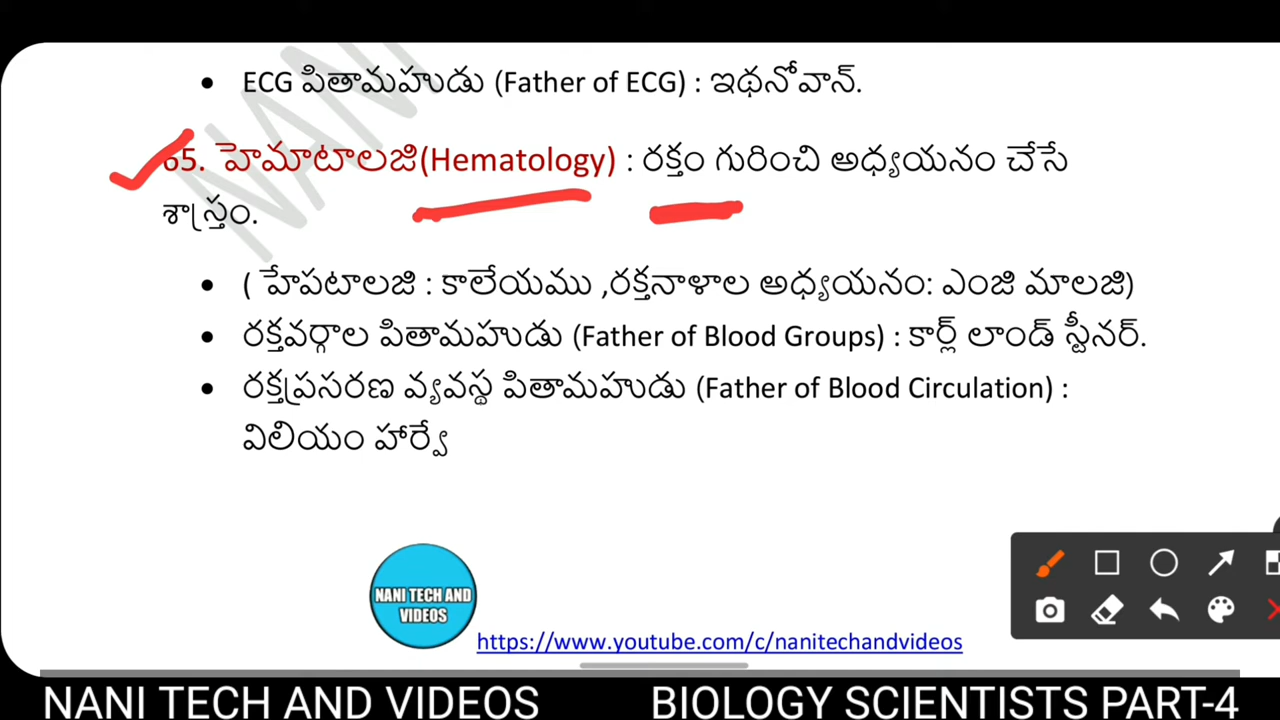 NANI
ECG పితామహుడు (Father of ECG) : ఇథనోవాన్.
65. హెమాటాలజి(Hematology) : రక్తం గురించి అధ్యయనం చేసే
శాస్త్రం.
( హేపటాలజి : కాలేయము ,రక్తనాళాల అధ్యయనం: ఎంజి మాలజి)
రక్తవర్గాల పితామహుడు (Father of Blood Groups) : కార్ల్ లాండ్ స్టీనర్.
రక్తప్రసరణ వ్యవస్థ పితామహుడు (Father of Blood Circulation) :
విలియం హార్వే
NANI TECH AND
VIDEOS
https://www.youtube.com/c/nanitechandvideos
NANI TECH AND VIDEOS BIOLOGY SCIENTISTS PART-4